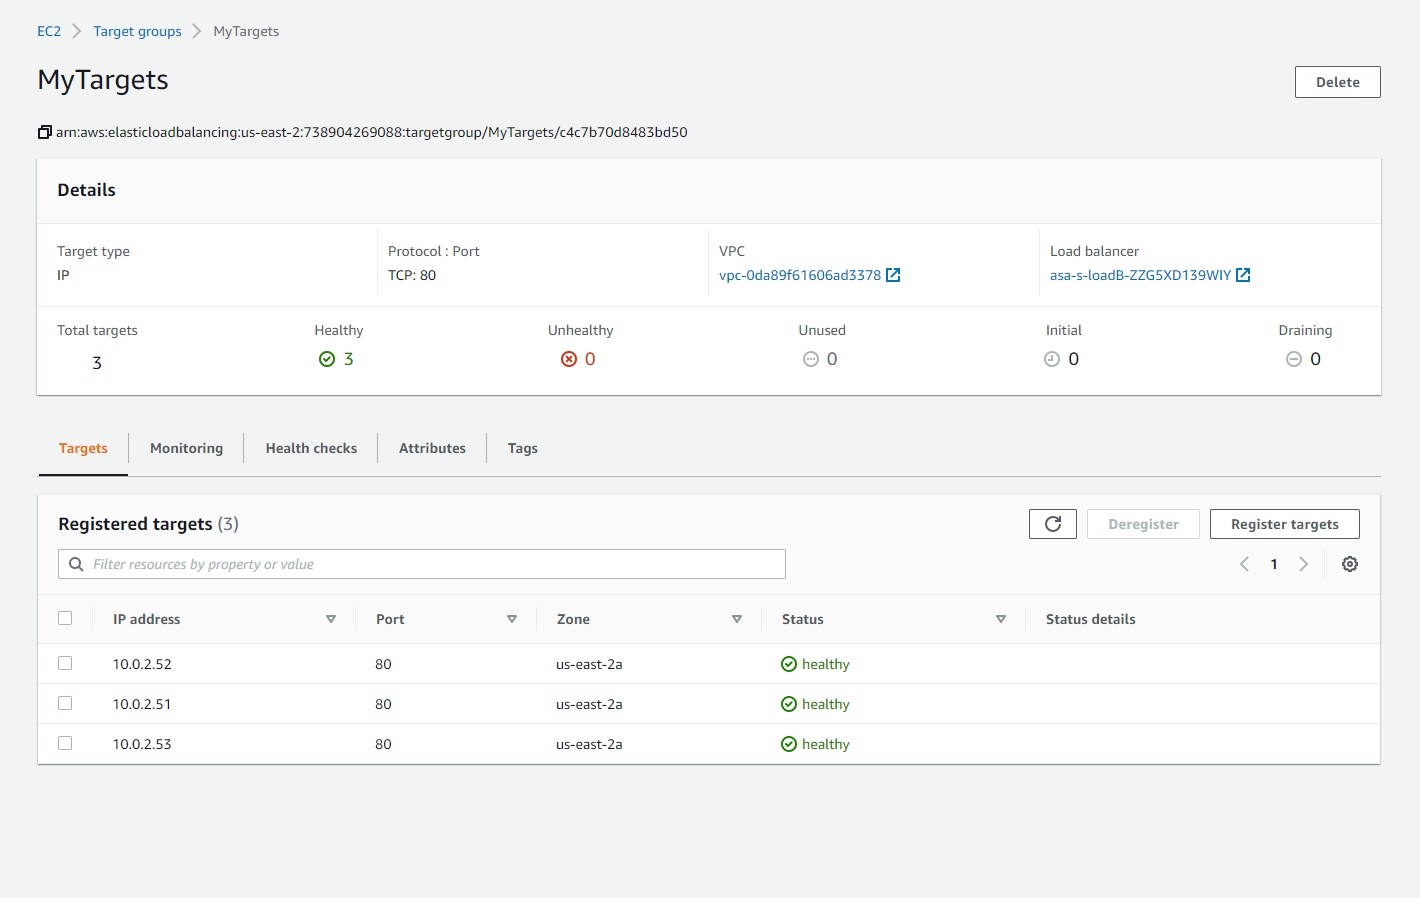 EC2 Target groups MyTargets
MyTargets
Delete
arn:aws:elasticloadbalancing:us-east-2:738904269088:targetgroup/MyTargets/c4c7b70d8483bd50
Details
Target type Protocol : Port VPC Load balancer
IP TCP: 80 vpc-0da89f61606ad3378 asa-s-loadB-ZZG5XD139WIY
Total targets Healthy Unhealthy Unused Initial Draining
3 3 0 0 0 0
Targets Monitoring Health checks Attributes Tags
Registered targets (3) Deregister Register targets
Filter resources by property or value 1
IP address Port Zone Status Status details
10.0.2.52 80 us-east-2a healthy
10.0.2.51 80 us-east-2a healthy
10.0.2.53 80 us-east-2a healthy